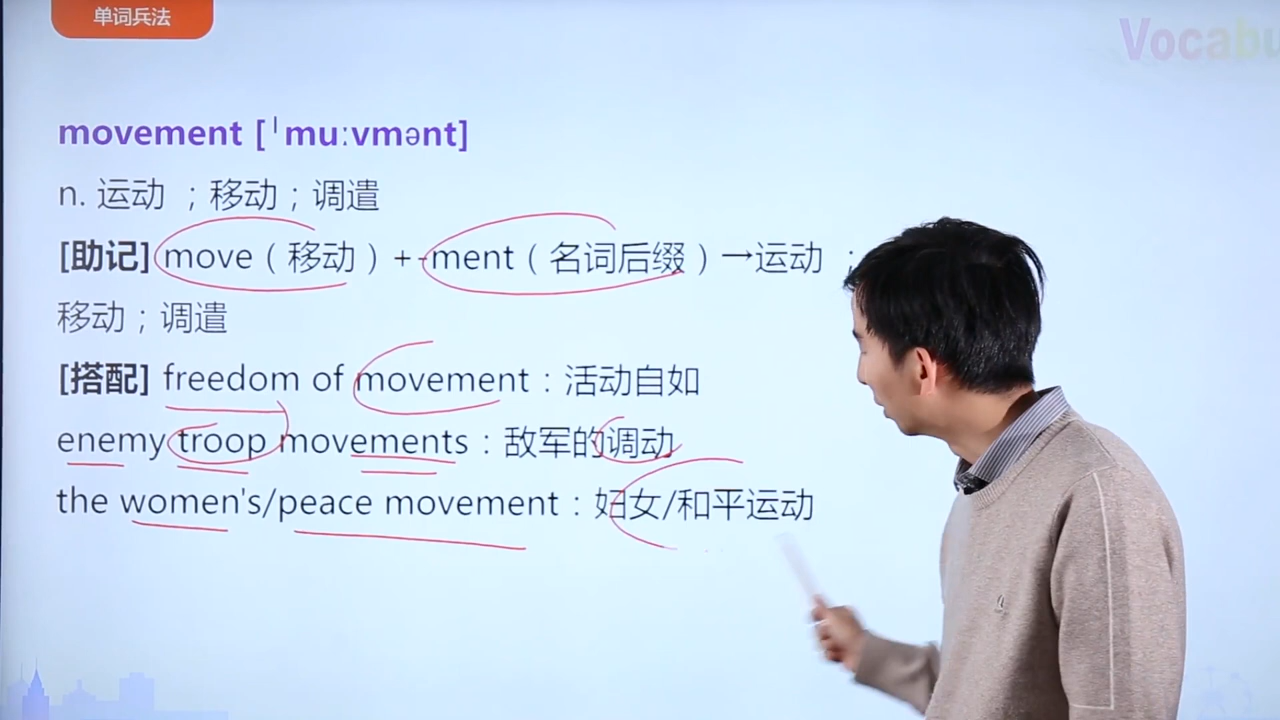 单词兵法
Vocabu
movement [ˈmuːvmənt]
n. 运动 ；移动；调遣
[助记] move（移动）+ -ment（名词后缀）→运动 ；
移动；调遣
[搭配] freedom of movement：活动自如
enemy troop movements：敌军的调动
the women's/peace movement：妇女/和平运动